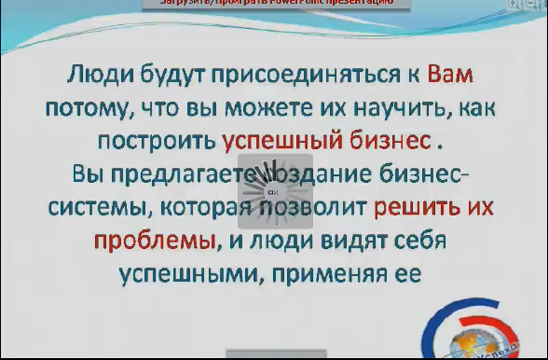 Загрузить/Проиграть PowerPoint презентацию
Люди будут присоединяться к Вам
потому, что вы можете их научить, как
построить успешный бизнес .
Вы предлагаете создание бизнес-
системы, которая позволит решить их
проблемы, и люди видят себя
успешными, применяя ее